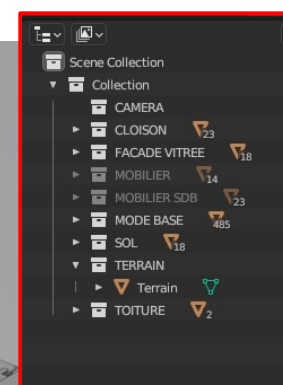 Scene Collection
Collection
CAMERA
CLOISON 23
FACADE VITREE 18
MOBILIER 14
MOBILIER SDB 23
MODE BASE 485
SOL 18
TERRAIN
Terrain
TOITURE 2